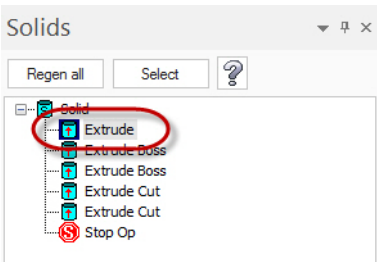 Solids
Regen all Select ?
Solid
Extrude
Extrude Boss
Extrude Boss
Extrude Cut
Extrude Cut
Stop Op